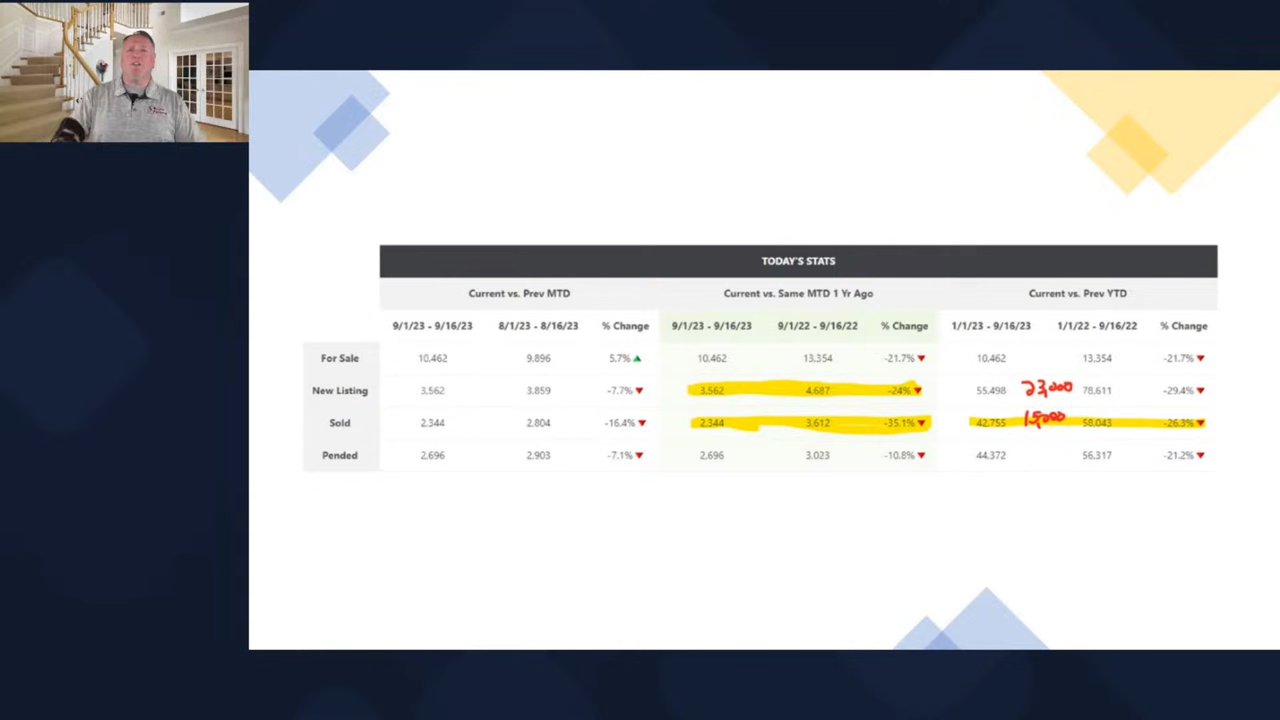 TODAY'S STATS
Current vs. Prev MTD Current vs. Same MTD 1 Yr Ago Current vs. Prev YTD
9/1/23 - 9/16/23 8/1/23 - 8/16/23 % Change 9/1/23 - 9/16/23 9/1/22 - 9/16/22 % Change 1/1/23 - 9/16/23 1/1/22 - 9/16/22 % Change
For Sale 10,462 9,896 5.7% 10,462 13,354 -21.7% 10,462 13,354 -21.7%
New Listing 3,562 3,859 -7.7% 3,562 4,687 -24% 55,498 23,000 78,611 -29.4%
Sold 2,344 2,804 -16.4% 2,344 3,612 -35.1% 42,755 15,000 58,043 -26.3%
Pended 2,696 2,903 -7.1% 2,696 3,023 -10.8% 44,372 56,317 -21.2%